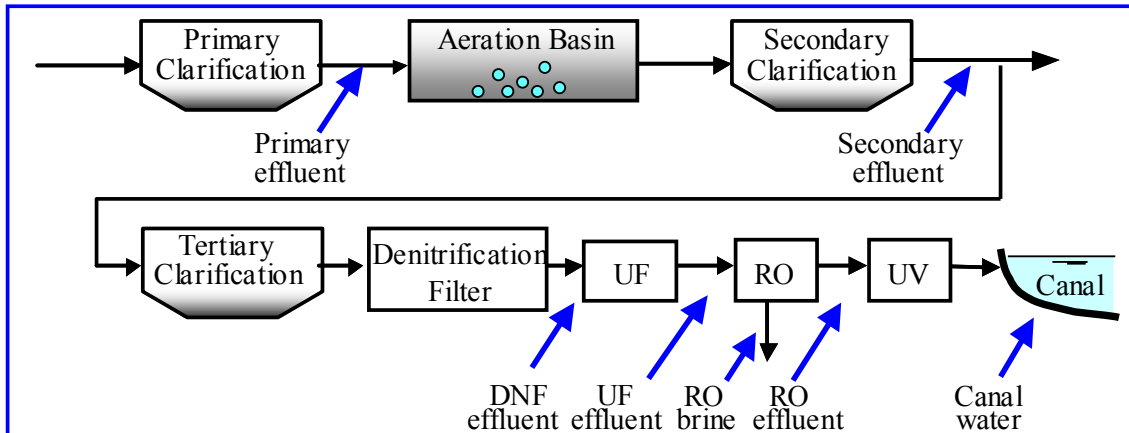 Primary
Clarification
Aeration Basin
Secondary
Clarification
Primary
effluent
Secondary
effluent
Tertiary
Clarification
Denitrification
Filter
UF
RO
UV
Canal
DNF
effluent
UF
effluent
RO
brine
RO
effluent
Canal
water